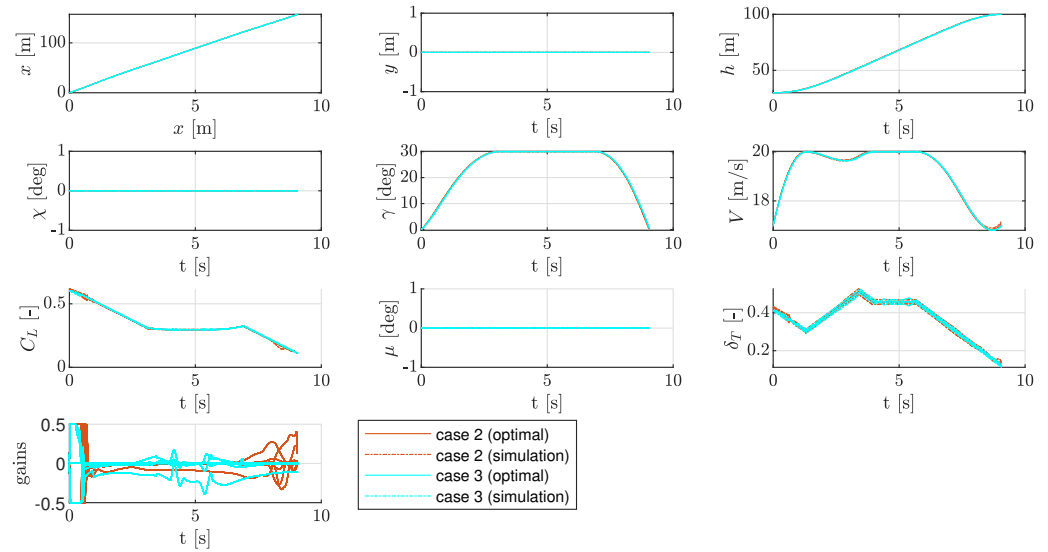 x [m]
100
0
0
5
10
x [m]
y [m]
1
0
-1
0
5
10
t [s]
h [m]
100
50
0
5
10
t [s]
χ [deg]
1
0
-1
0
5
10
t [s]
γ [deg]
30
20
10
0
0
5
10
t [s]
V [m/s]
20
18
0
5
10
t [s]
C_L [-]
0.5
0
0
5
10
t [s]
μ [deg]
1
0
-1
0
5
10
t [s]
δ_T [-]
0.4
0.2
0
5
10
t [s]
gains
0.5
0
-0.5
0
5
10
t [s]
case 2 (optimal)
case 2 (simulation)
case 3 (optimal)
case 3 (simulation)